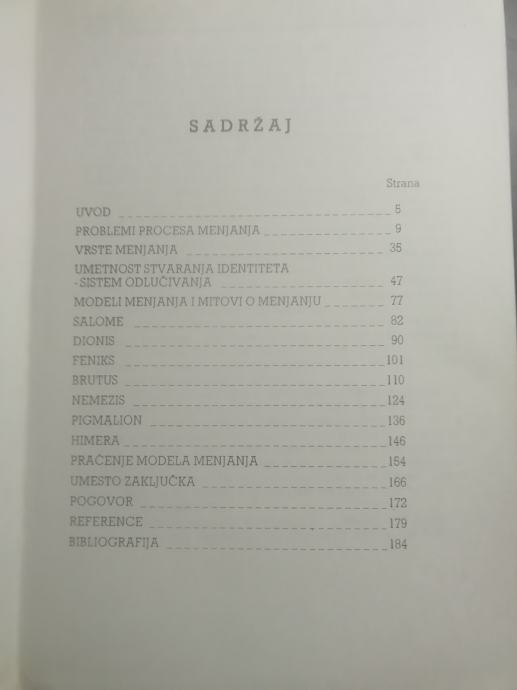 SADRŽAJ
Strana
UVOD 5
PROBLEMI PROCESA MENJANJA 9
VRSTE MENJANJA 35
UMETNOST STVARANJA IDENTITETA
-SISTEM ODLUČIVANJA 47
MODELI MENJANJA I MITOVI O MENJANJU 77
SALOME 82
DIONIS 90
FENIKS 101
BRUTUS 110
NEMEZIS 124
PIGMALION 136
HIMERA 146
PRAĆENJE MODELA MENJANJA 154
UMESTO ZAKLJUČKA 166
POGOVOR 172
REFERENCE 179
BIBLIOGRAFIJA 184